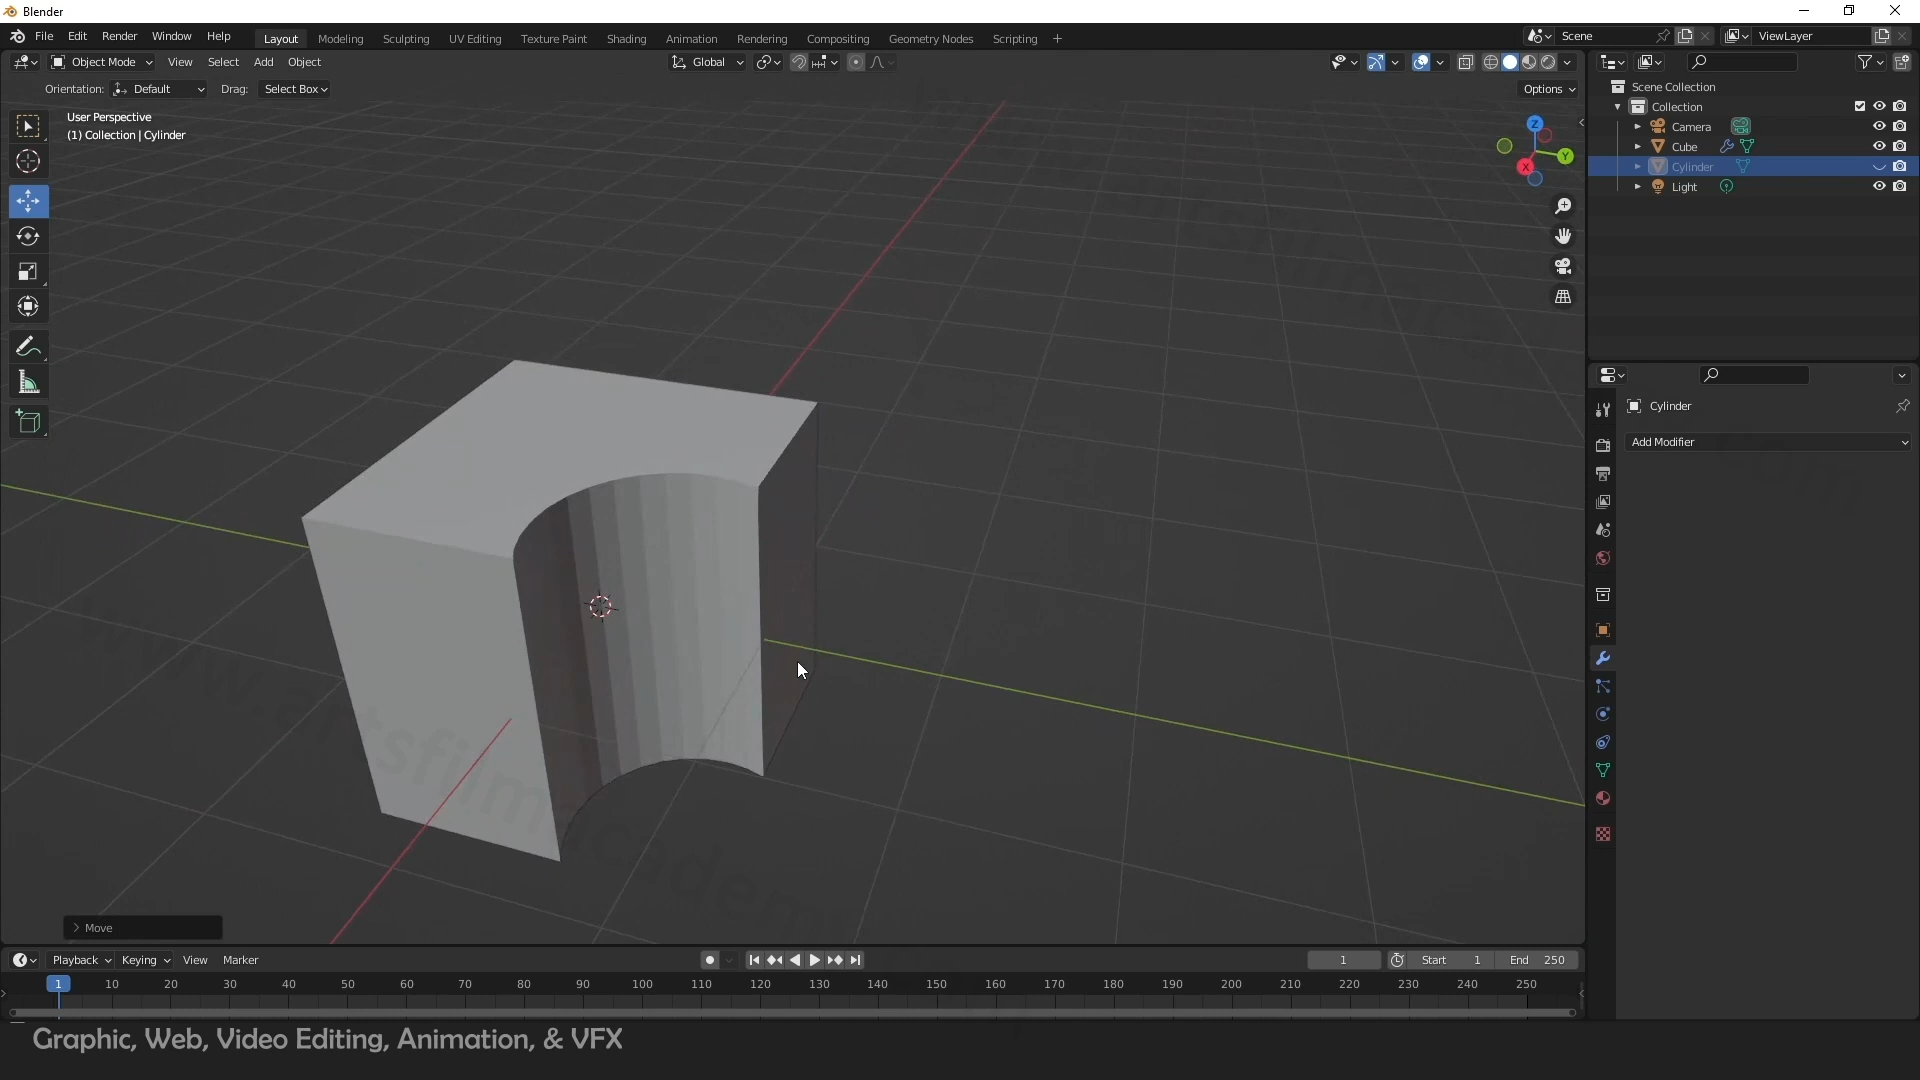 Blender
File Edit Render Window Help Layout Modeling Sculpting UV Editing Texture Paint Shading Animation Rendering Compositing Geometry Nodes Scripting + Scene ViewLayer
Object Mode View Select Add Object Global
Orientation: Default Drag: Select Box Options
User Perspective
(1) Collection | Cylinder
Z
Y
X
Scene Collection
Collection
Camera
Cube
Cylinder
Light
Cylinder
Add Modifier
Move
Playback Keying View Marker 1 Start 1 End 250
1 10 20 30 40 50 60 70 80 90 100 110 120 130 140 150 160 170 180 190 200 210 220 230 240 250
Graphic, Web, Video Editing, Animation, & VFX